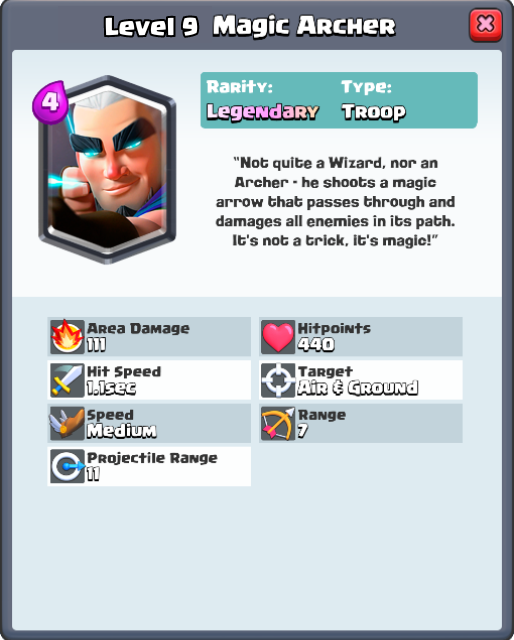 Level 9 Magic Archer
4
Rarity: Type:
Legendary Troop
"Not quite a Wizard, nor an
Archer - he shoots a magic
arrow that passes through and
damages all enemies in its path.
It's not a trick, it's magic!"
Area Damage
111
Hitpoints
440
Hit Speed
1.1sec
Target
Air & Ground
Speed
Medium
Range
7
Projectile Range
11